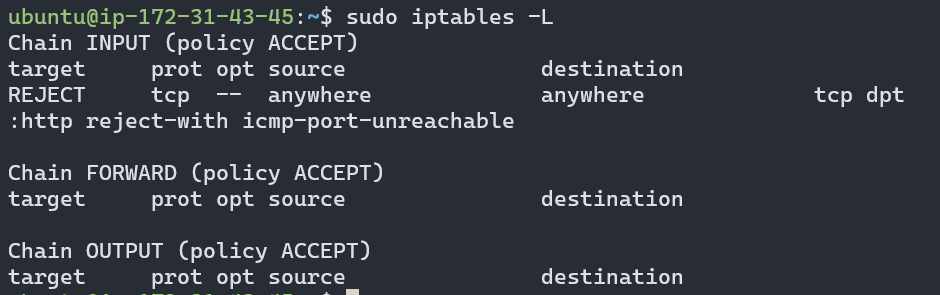 ubuntu@ip-172-31-43-45:~$ sudo iptables -L
Chain INPUT (policy ACCEPT)
target     prot opt source               destination
REJECT     tcp  --  anywhere             anywhere             tcp dpt
:http reject-with icmp-port-unreachable

Chain FORWARD (policy ACCEPT)
target     prot opt source               destination

Chain OUTPUT (policy ACCEPT)
target     prot opt source               destination